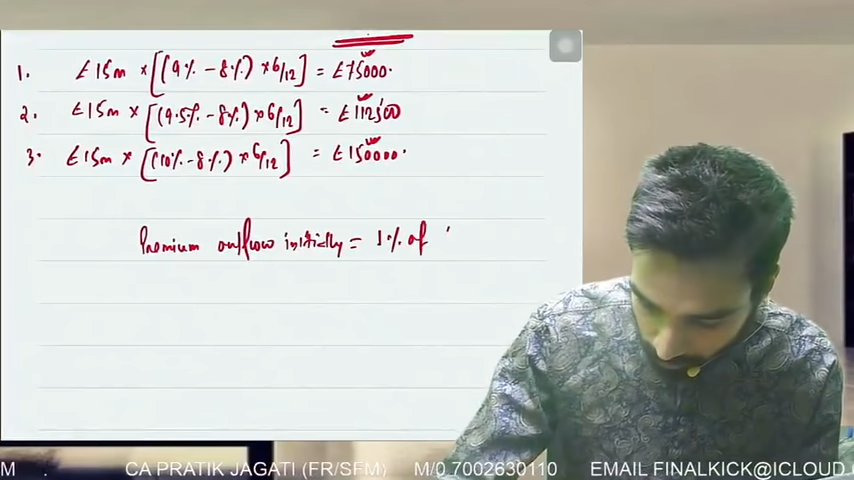 1. £15m × [(9% - 8%) × 6/12] = £75000.
2. £15m × [(9.5% - 8%) × 6/12] = £112500
3. £15m × [(10% - 8%) × 6/12] = £150000.
Premium outflow initially = 1% of
M . CA PRATIK JAGATI (FR/SFM) M/0 7002630110 EMAIL FINALKICK@ICLOUD.C